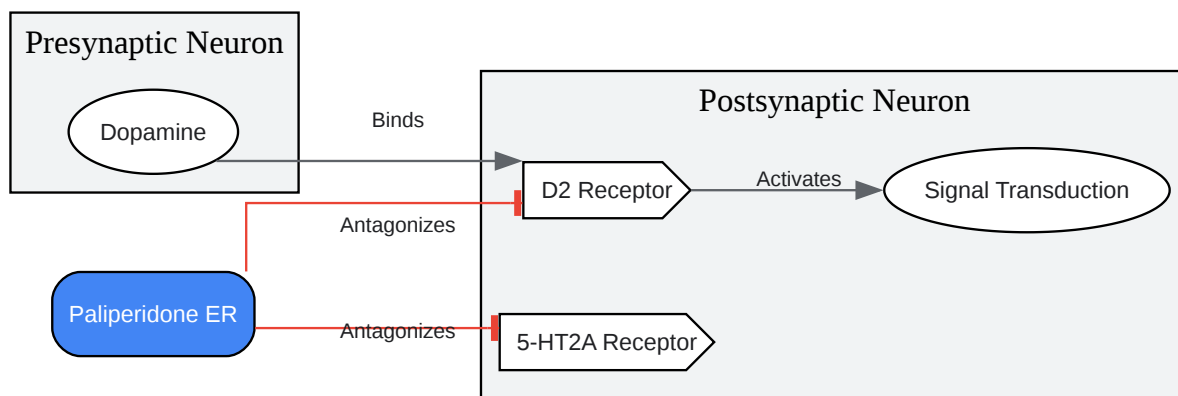 Presynaptic Neuron
Dopamine
Binds
Postsynaptic Neuron
D2 Receptor
Activates
Signal Transduction
Antagonizes
Paliperidone ER
Antagonizes
5-HT2A Receptor